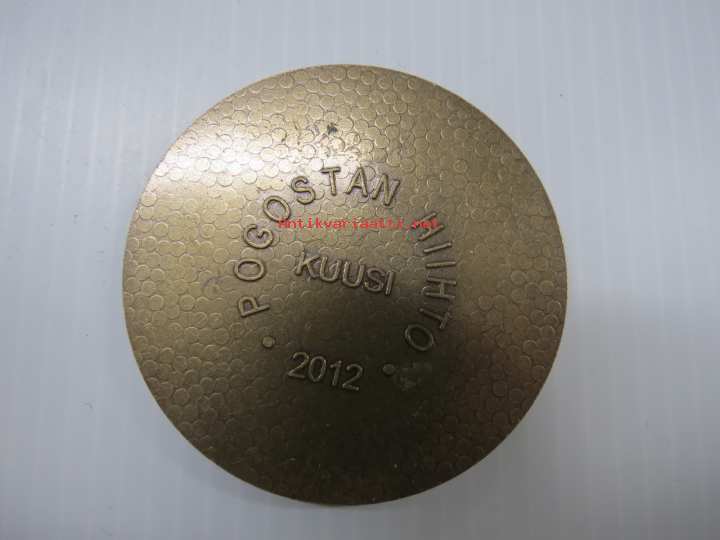 POGOSTAN HIIHTO
Antikvariaatti.net
KUUSI
• 2012 •